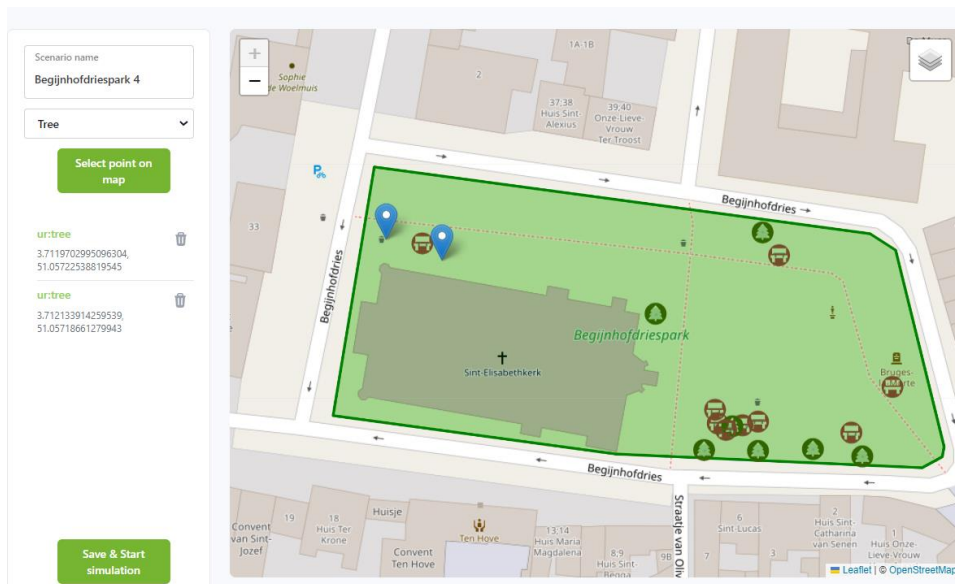 Scenario name
Begijnhofdriespark 4
Tree
Select point on
map
ur:tree
3.7119702995096304,
51.05722538819545
ur:tree
3.712133914259539,
51.05718661279943
Save & Start
simulation
+
−
Sophie
de Woelmuis
2
1A-1B
37;38
Huis Sint-
Alexius
39;40
Onze-Lieve-
Vrouw
Ter Troost
33
P
Begijnhofdries
Begijnhofdries
Begijnhofdriespark
Sint-Elisabethkerk
Bruges-
Begijnhofdries
Straatje van Oliv
Convent
van Sint-
Jozef
19
18
Huis Ter
Krone
Huisje
Convent
Ten Hove
Ten Hove
13;14
Huis Maria
Magdalena
8,9
Huis Sint-
Begga
9B
7
6
Sint-Lucas
3
2
Huis Sint-
Catharina
van Senen
1
Huis Onze-
Lieve-Vrouw
Leaflet | © OpenStreetMap